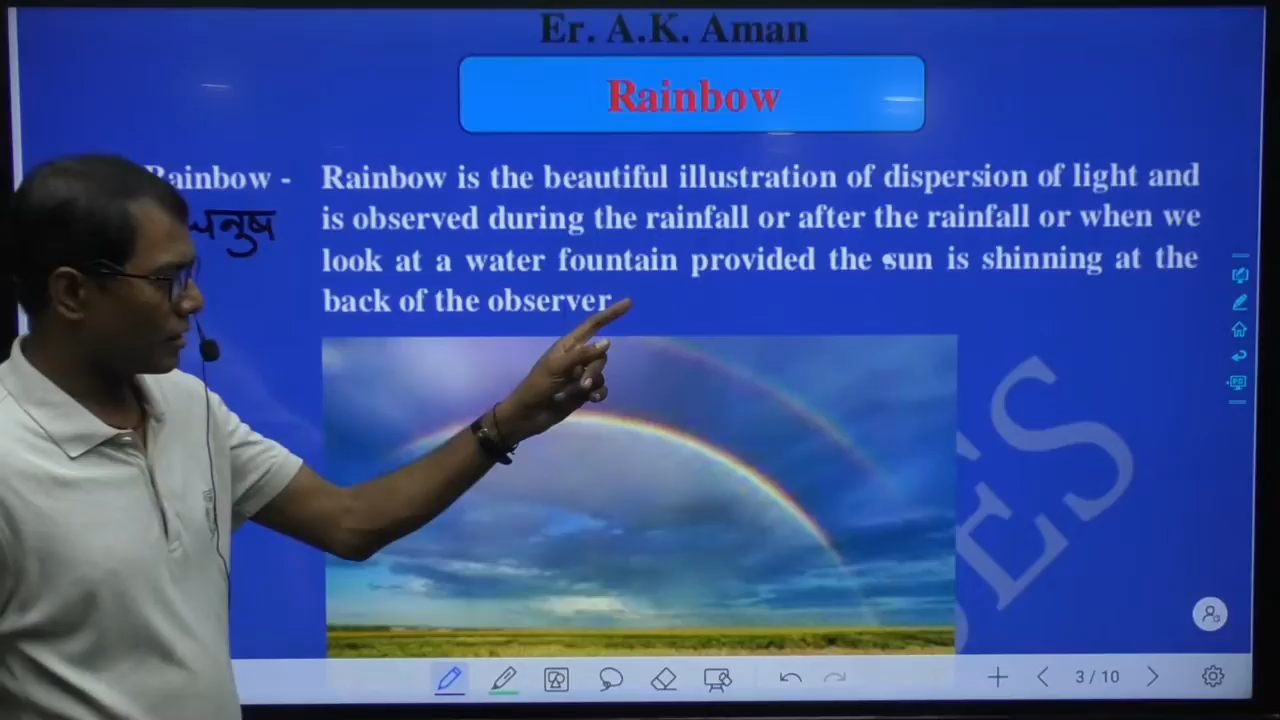 Er. A.K. Aman
Rainbow
Rainbow - Rainbow is the beautiful illustration of dispersion of light and
is observed during the rainfall or after the rainfall or when we
look at a water fountain provided the sun is shinning at the
back of the observer
3 / 10